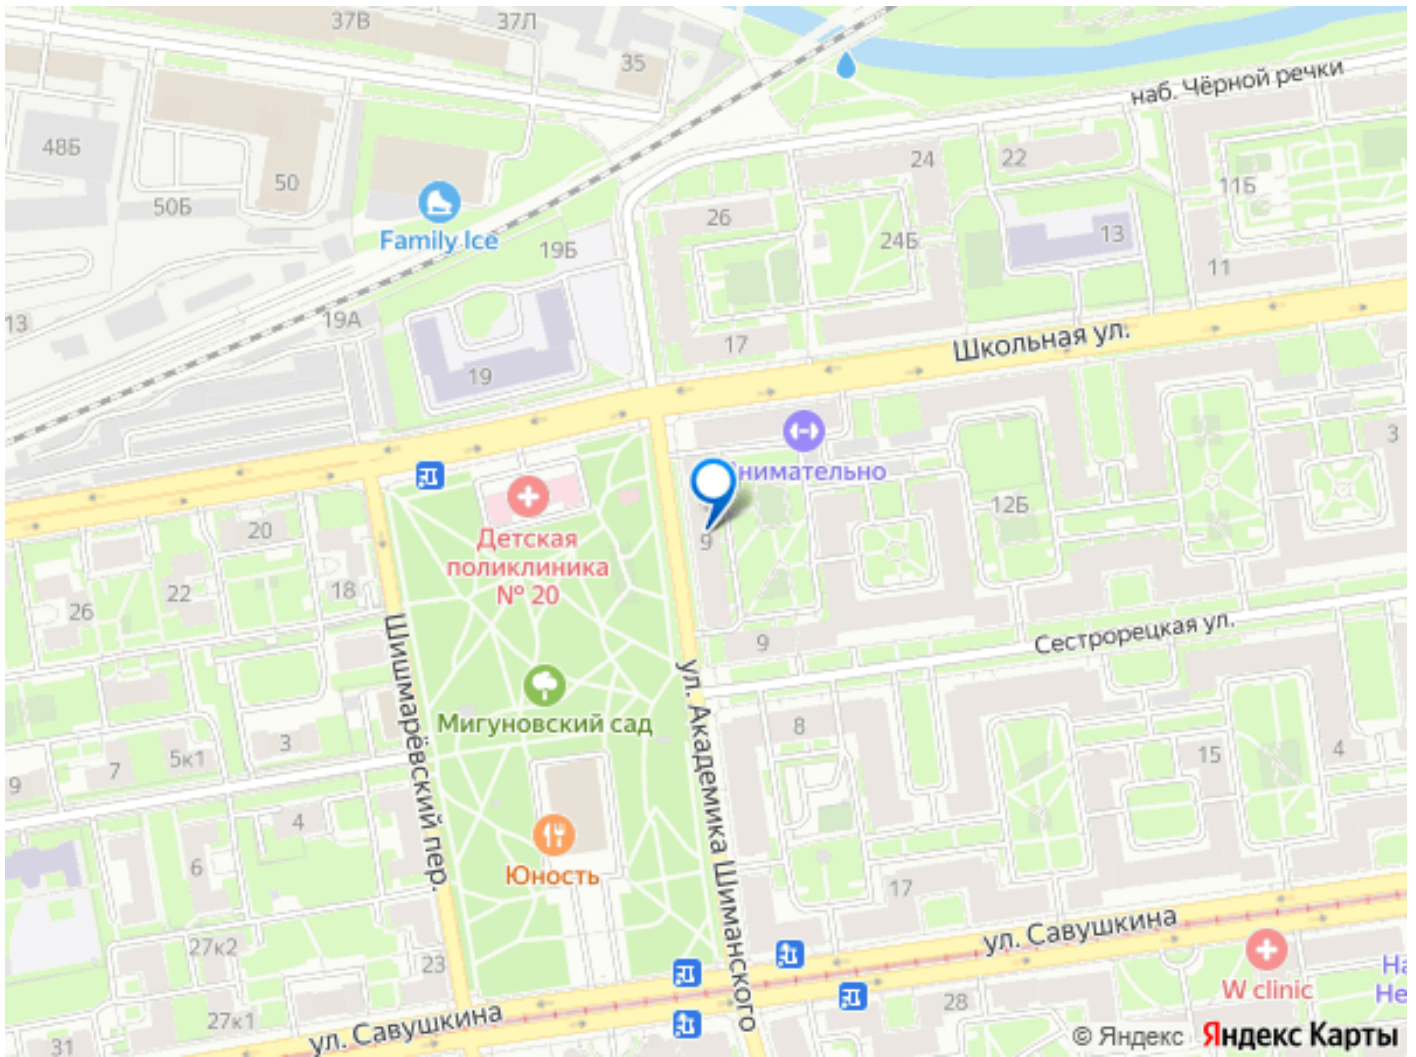 37В
37Л
35
наб. Чёрной речки
48Б
50
50Б
Family Ice
19Б
26
24
22
11Б
24Б
13
11
13
19А
19
17
Школьная ул.
3
нимательно
12Б
20
Детская
поликлиника
№ 20
9
18
22
26
Шишмарёвский пер.
Сестрорецкая ул.
9
ул. Академика Шиманского
Мигуновский сад
8
3
5к1
7
9
15
4
4
6
Юность
17
27к2
23
ул. Савушкина
W clinic
На
Не
28
27к1
ул. Савушкина
31
© Яндекс Яндекс Карты